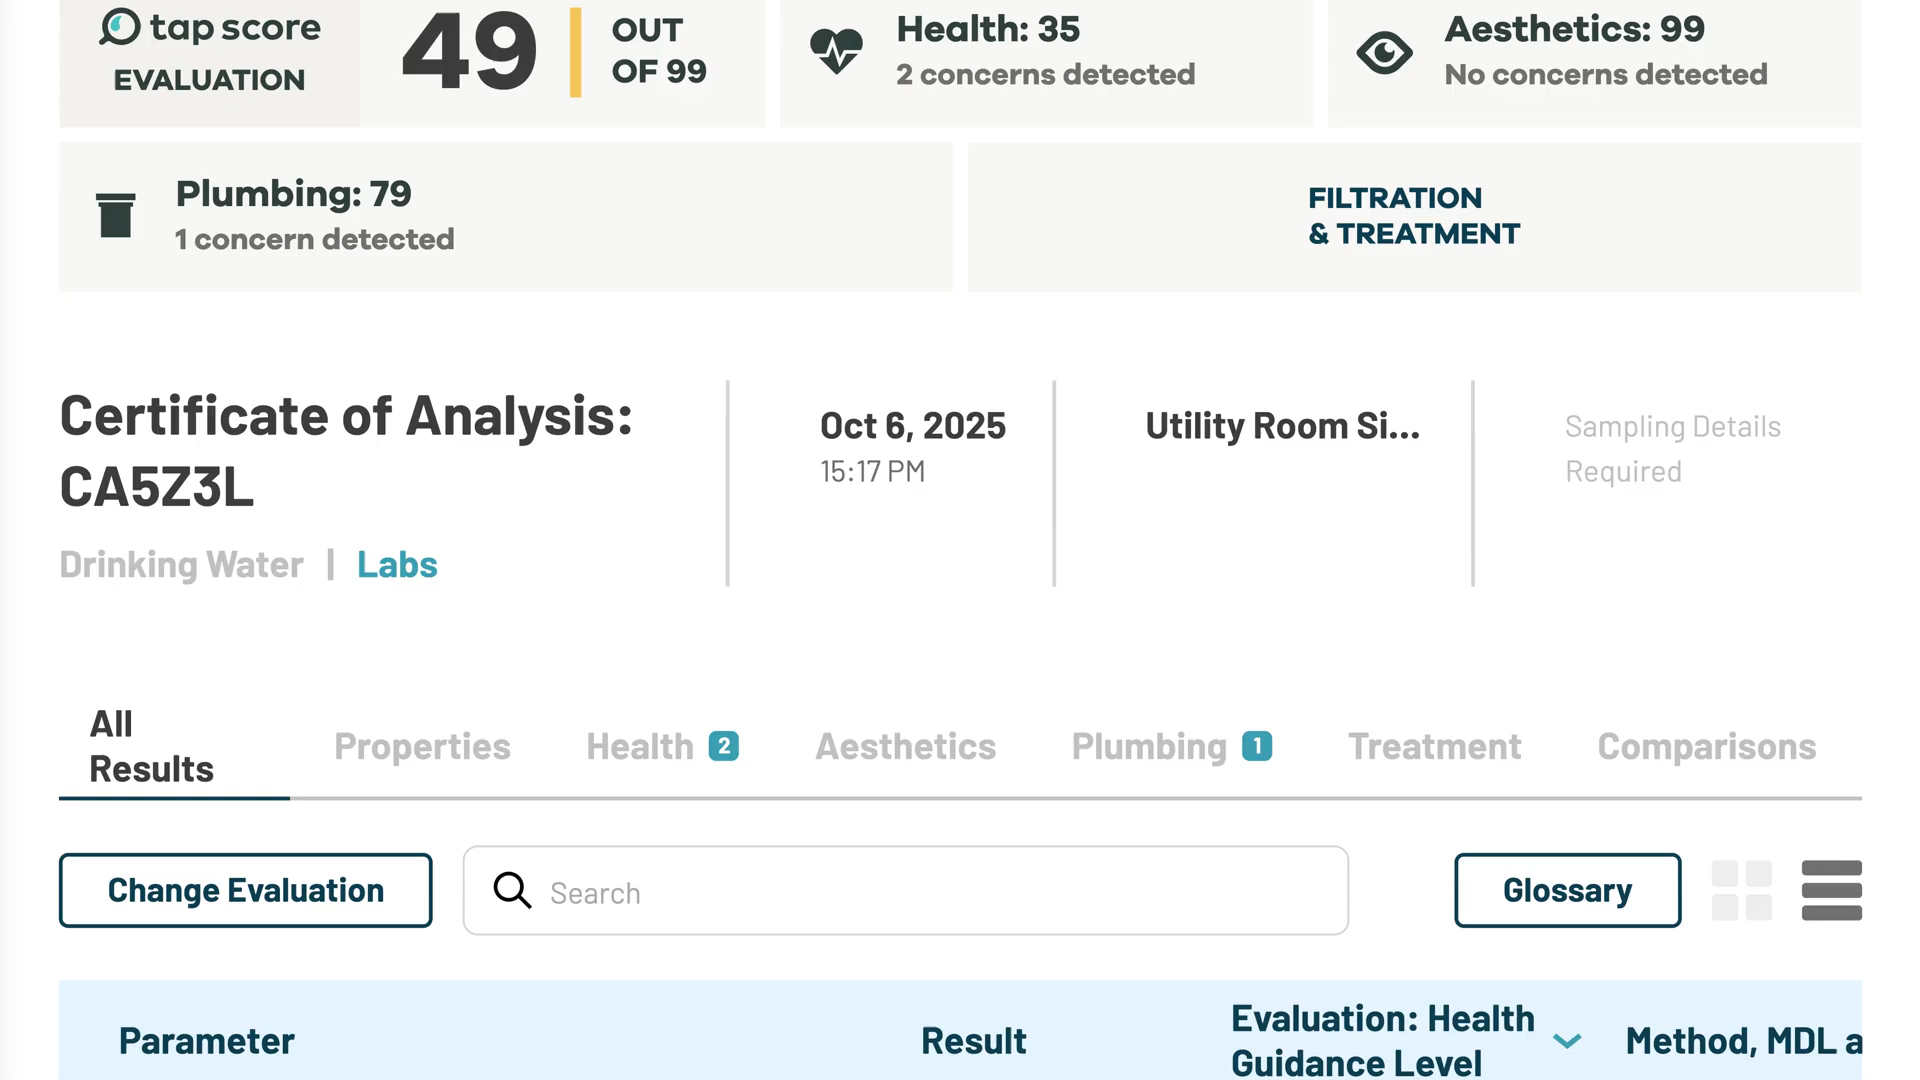 tap score
EVALUATION
49
OUT
OF 99
Health: 35
2 concerns detected
Aesthetics: 99
No concerns detected
Plumbing: 79
1 concern detected
FILTRATION
& TREATMENT
Certificate of Analysis:
CA5Z3L
Drinking Water | Labs
Oct 6, 2025
15:17 PM
Utility Room Si...
Sampling Details
Required
All
Results
Properties
Health 2
Aesthetics
Plumbing 1
Treatment
Comparisons
Change Evaluation
Search
Glossary
Parameter
Result
Evaluation: Health
Guidance Level
Method, MDL a